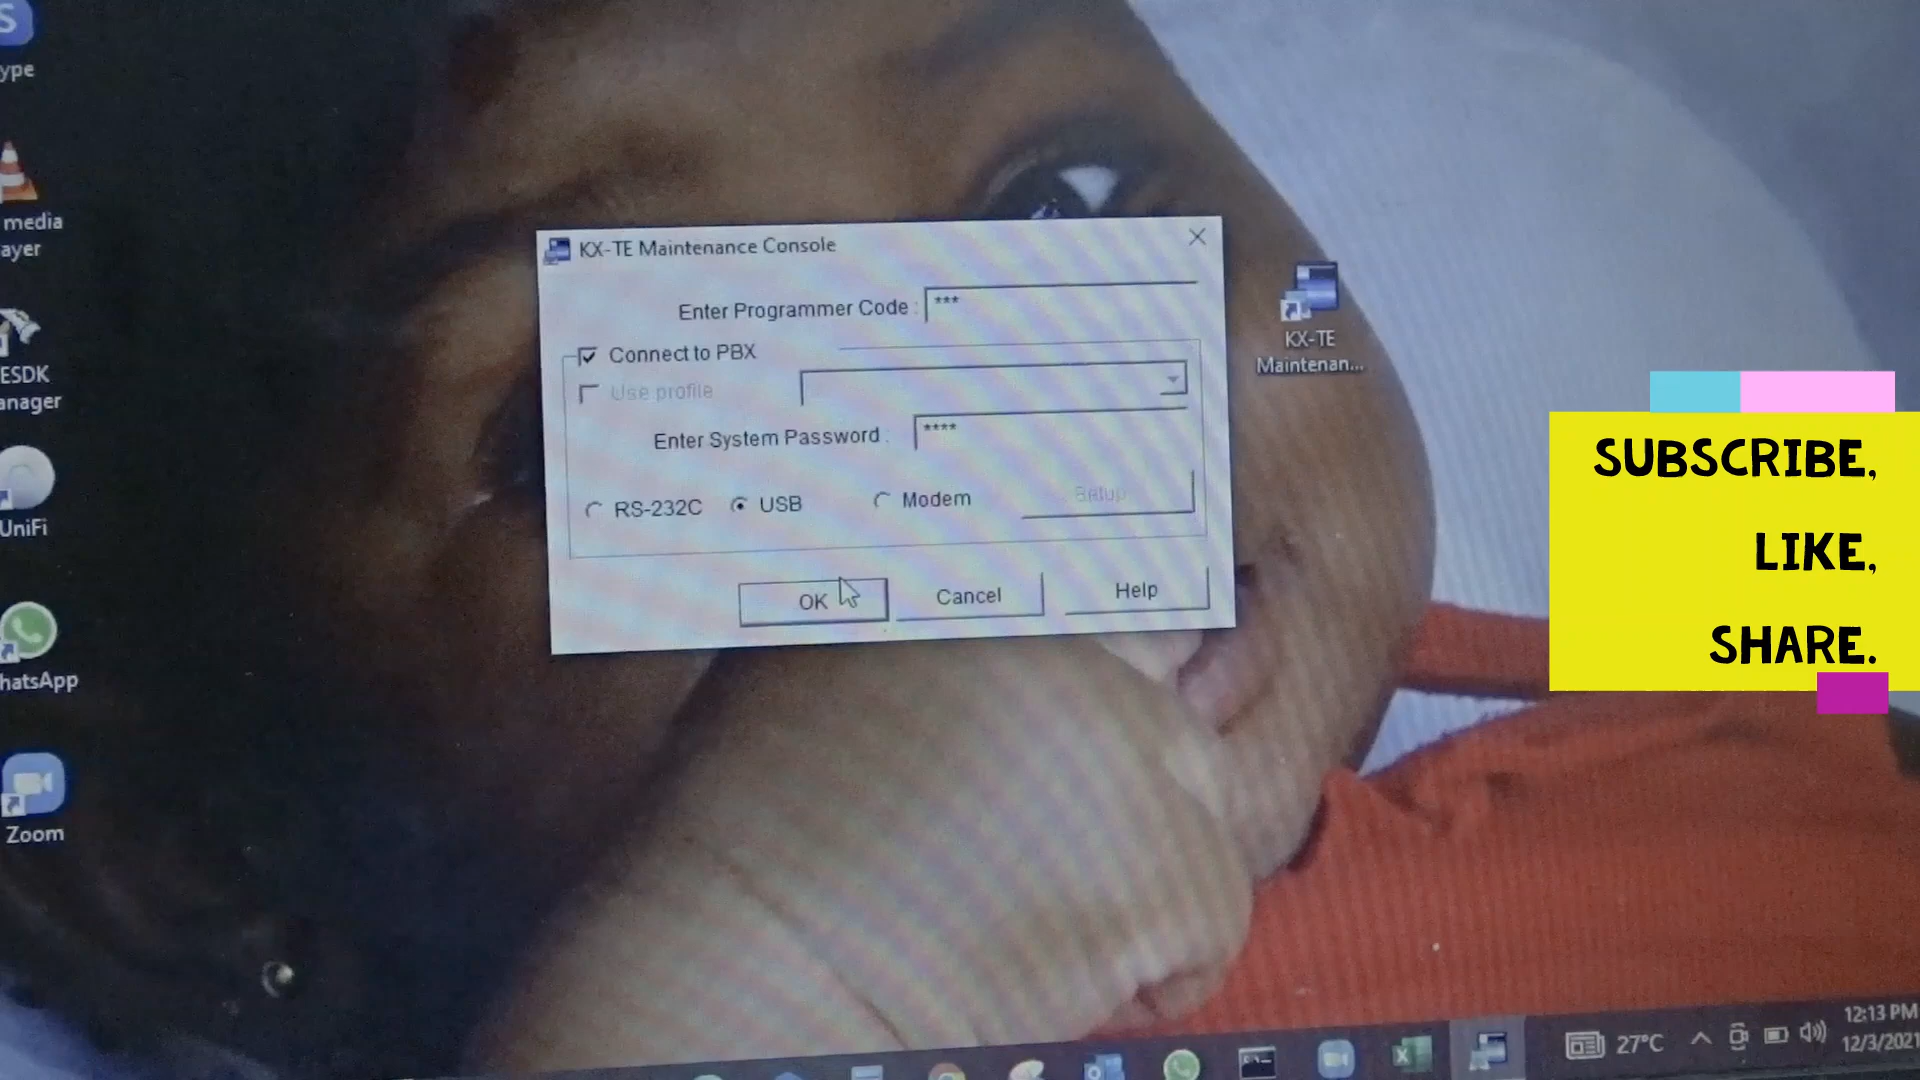 ype
media
ayer
ESDK
anager
UniFi
hatsApp
Zoom
KX-TE Maintenance Console
Enter Programmer Code : ***
Connect to PBX
Use profile
Enter System Password : ****
RS-232C USB Modem Setup
OK Cancel Help
KX-TE
Maintenan...
SUBSCRIBE,
LIKE,
SHARE.
27°C
12:13 PM
12/3/2021